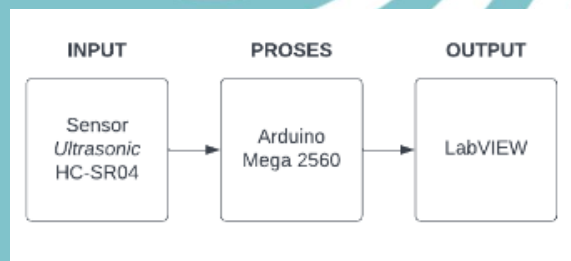 INPUT
PROSES
OUTPUT
Sensor
Ultrasonic
HC-SR04
Arduino
Mega 2560
LabVIEW